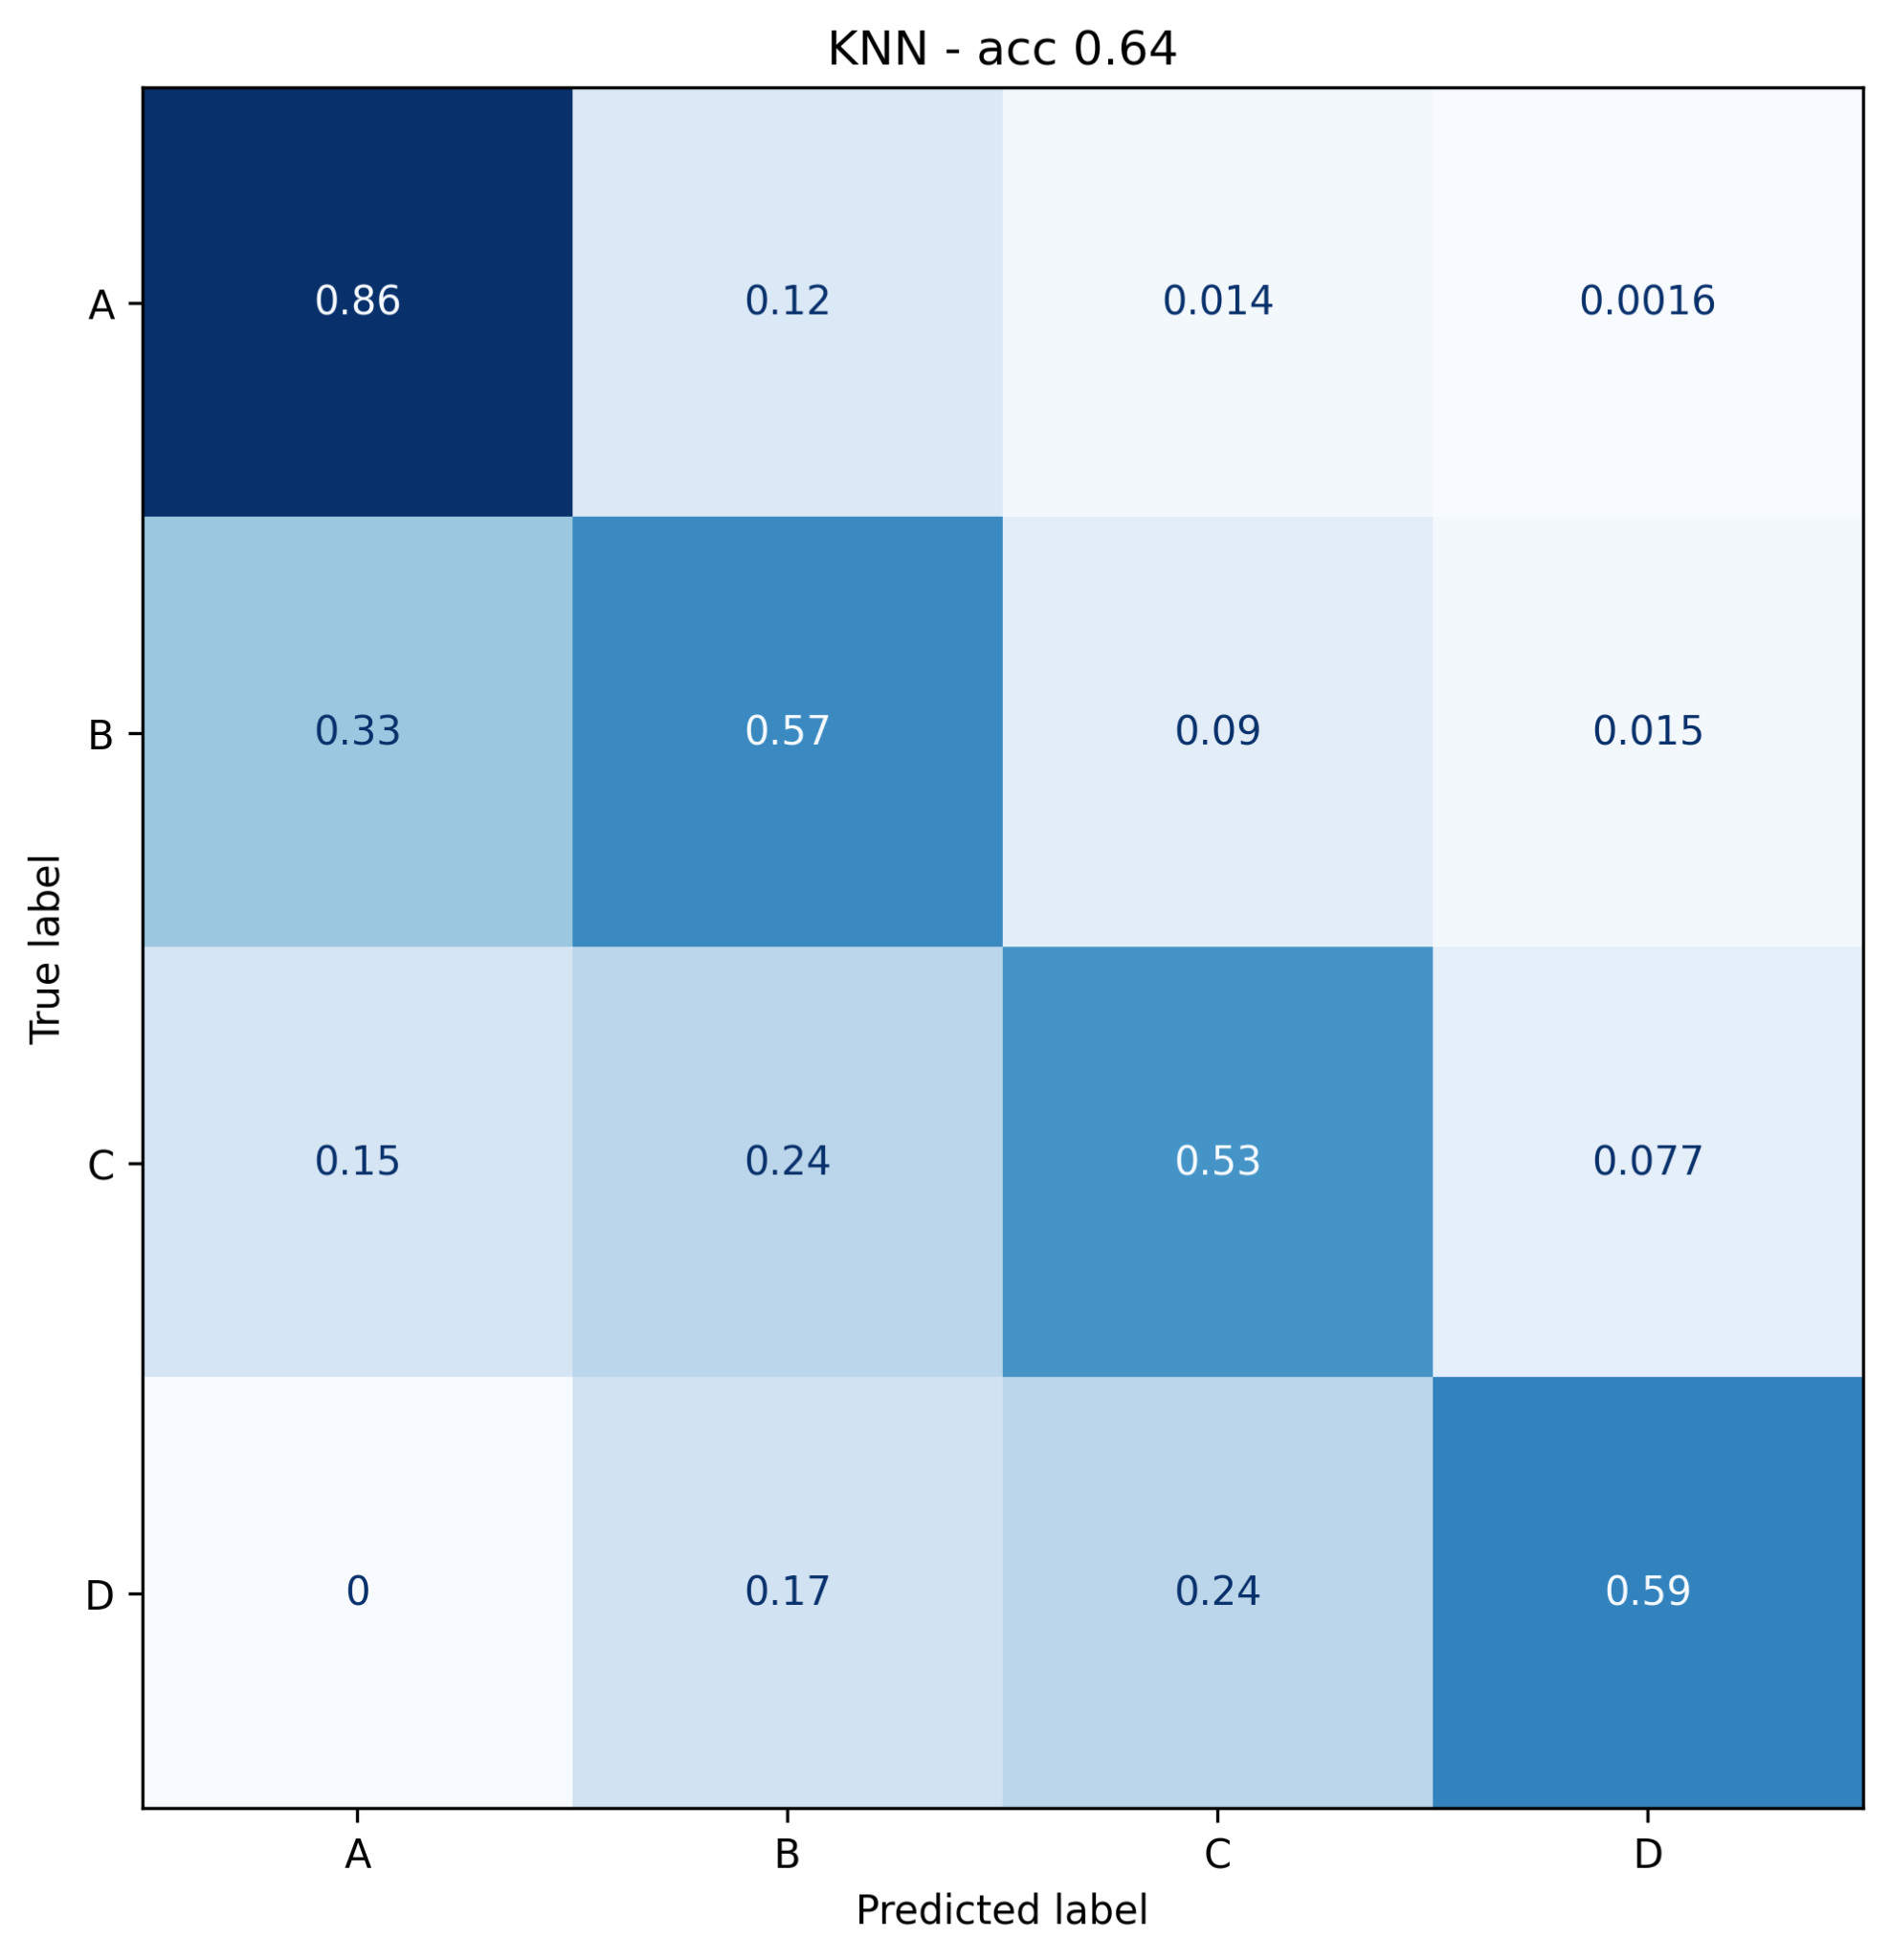 KNN - acc 0.64
A 0.86 0.12 0.014 0.0016
B 0.33 0.57 0.09 0.015
True label
C 0.15 0.24 0.53 0.077
D 0 0.17 0.24 0.59
A B C D
Predicted label